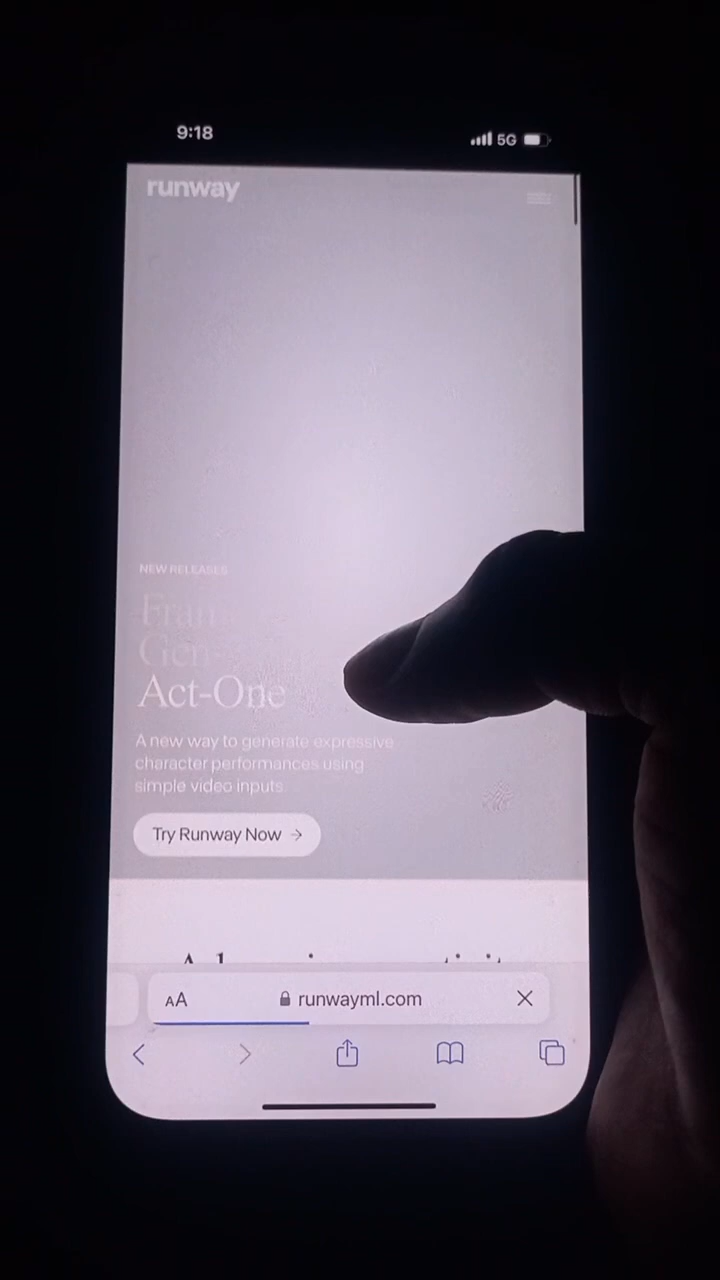 9:18
5G
runway
NEW RELEASES
Gen-
Act-One
A new way to generate expressive
character performances using
simple video inputs
Try Runway Now →
AA
runwayml.com